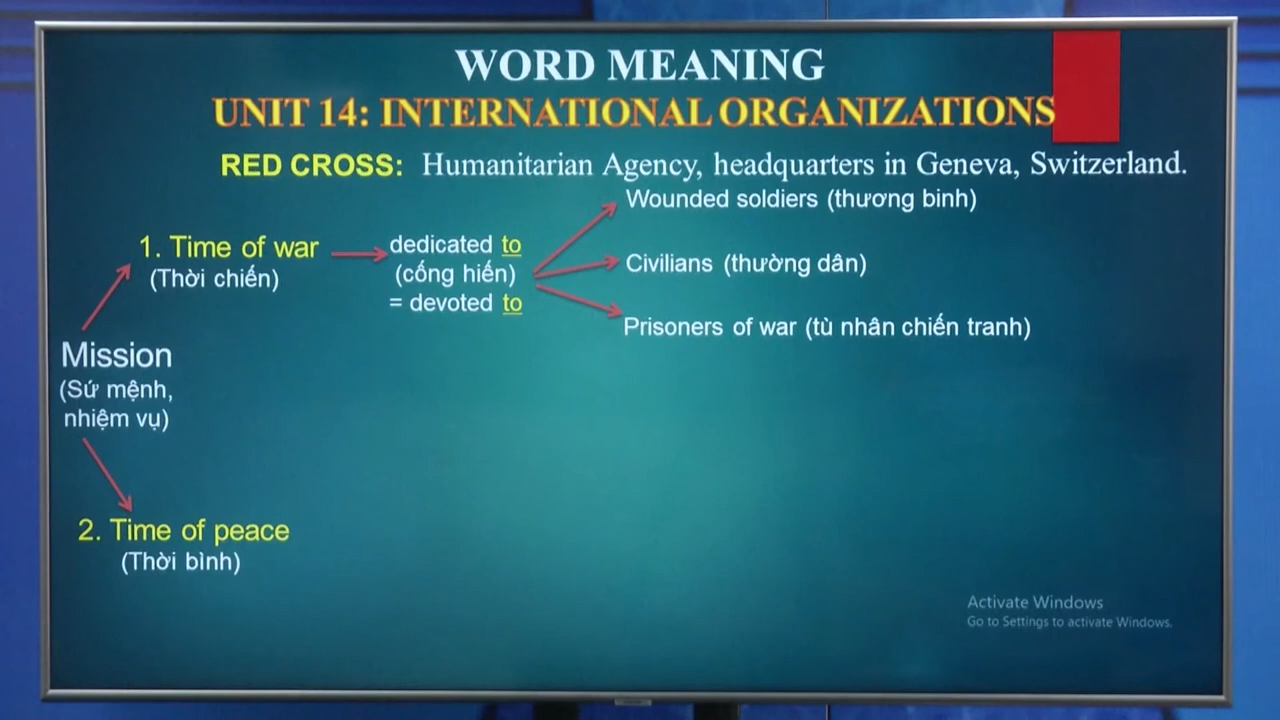 WORD MEANING
UNIT 14: INTERNATIONAL ORGANIZATIONS
RED CROSS: Humanitarian Agency, headquarters in Geneva, Switzerland.
Wounded soldiers (thương binh)
1. Time of war
(Thời chiến)
dedicated to
(cống hiến)
= devoted to
Civilians (thường dân)
Prisoners of war (tù nhân chiến tranh)
Mission
(Sứ mệnh,
nhiệm vụ)
2. Time of peace
(Thời bình)
Activate Windows
Go to Settings to activate Windows.